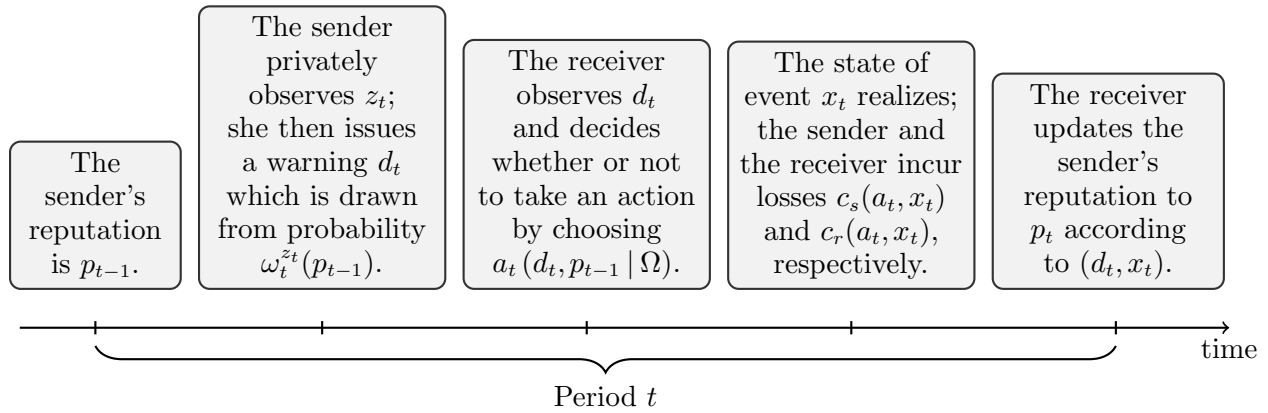 The
sender's
reputation
is $p_{t-1}$.
The sender
privately
observes $z_t$;
she then issues
a warning $d_t$
which is drawn
from probability
$\omega_t^{z_t}(p_{t-1})$.
The receiver
observes $d_t$
and decides
whether or not
to take an action
by choosing
$a_t\,(d_t, p_{t-1} \mid \Omega)$.
The state of
event $x_t$ realizes;
the sender and
the receiver incur
losses $c_s(a_t, x_t)$
and $c_r(a_t, x_t)$,
respectively.
The receiver
updates the
sender's
reputation to
$p_t$ according
to $(d_t, x_t)$.
time
Period $t$